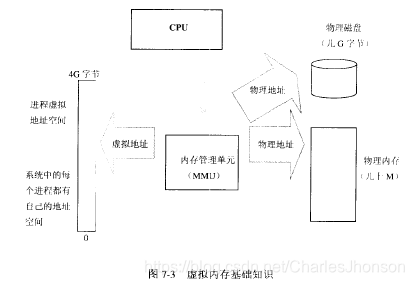 CPU
物理磁盘
（几 G 字节）
4G 字节
物理地址
进程虚拟
地址空间
虚拟地址
内存管理单元
（MMU）
物理地址
物理内存
（几十 M）
系统中的每
个进程都有
自己的地址
空间
0
图 7-3 虚拟内存基础知识
https://blog.csdn.net/CharlesJhonson